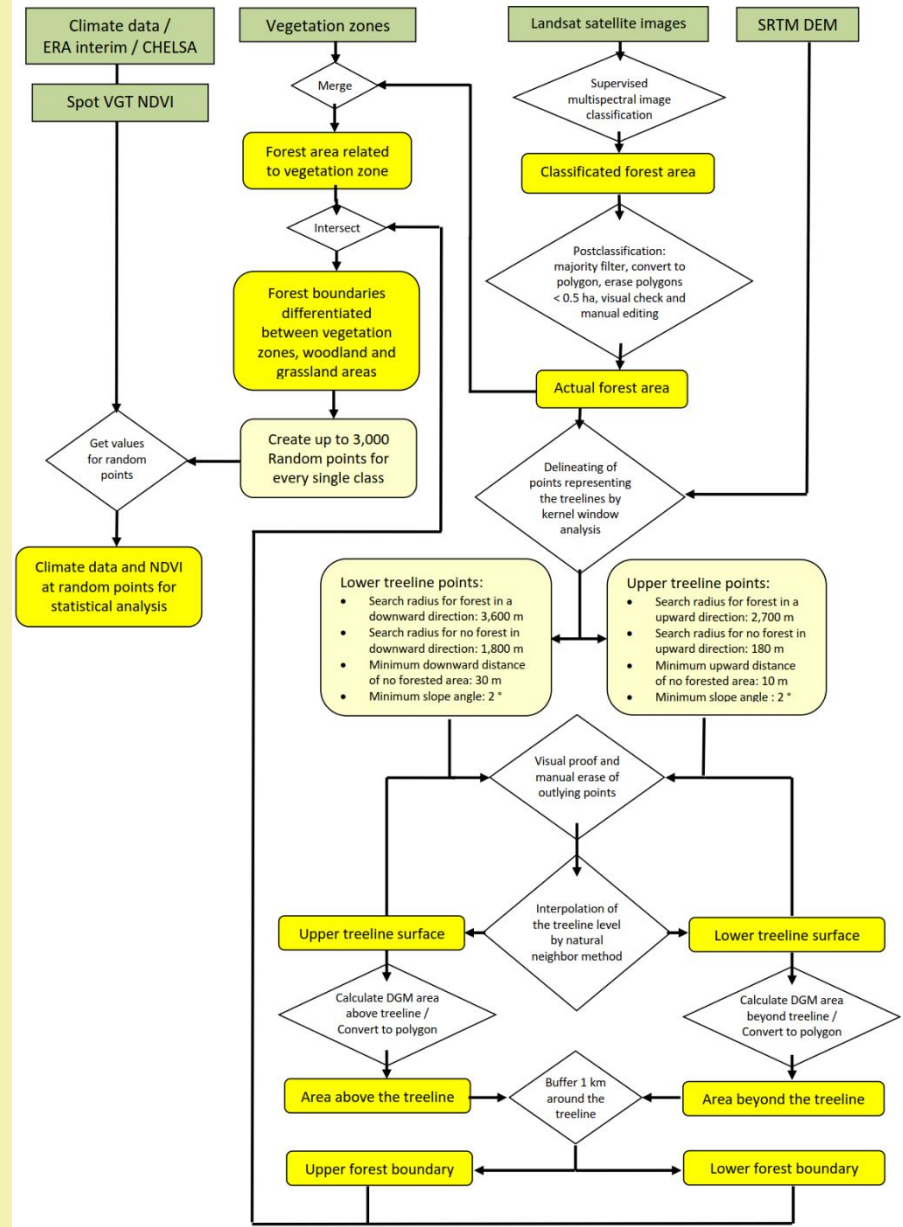 Climate data /
ERA interim / CHELSA
Spot VGT NDVI
Vegetation zones
Merge
Forest area related
to vegetation zone
Intersect
Forest boundaries
differentiated
between vegetation
zones, woodland and
grassland areas
Create up to 3,000
Random points for
every single class
Get values
for random
points
Climate data and NDVI
at random points for
statistical analysis
Landsat satellite images
Supervised
multispectral image
classification
Classificated forest area
Postclassification:
majority filter, convert to
polygon, erase polygons
< 0.5 ha, visual check and
manual editing
Actual forest area
SRTM DEM
Delineating of
points representing
the treelines by
kernel window
analysis
Lower treeline points:
• Search radius for forest in a
downward direction: 3,600 m
• Search radius for no forest in
downward direction: 1,800 m
• Minimum downward distance
of no forested area: 30 m
• Minimum slope angle: 2 °
Upper treeline points:
• Search radius for forest in a
upward direction: 2,700 m
• Search radius for no forest in
upward direction: 180 m
• Minimum upward distance
of no forested area: 10 m
• Minimum slope angle : 2 °
Visual proof and
manual erase of
outlying points
Interpolation of
the treeline level
by natural
neighbor method
Upper treeline surface
Lower treeline surface
Calculate DGM area
above treeline /
Convert to polygon
Calculate DGM area
beyond treeline /
Convert to polygon
Area above the treeline
Buffer 1 km
around the
treeline
Area beyond the treeline
Upper forest boundary
Lower forest boundary